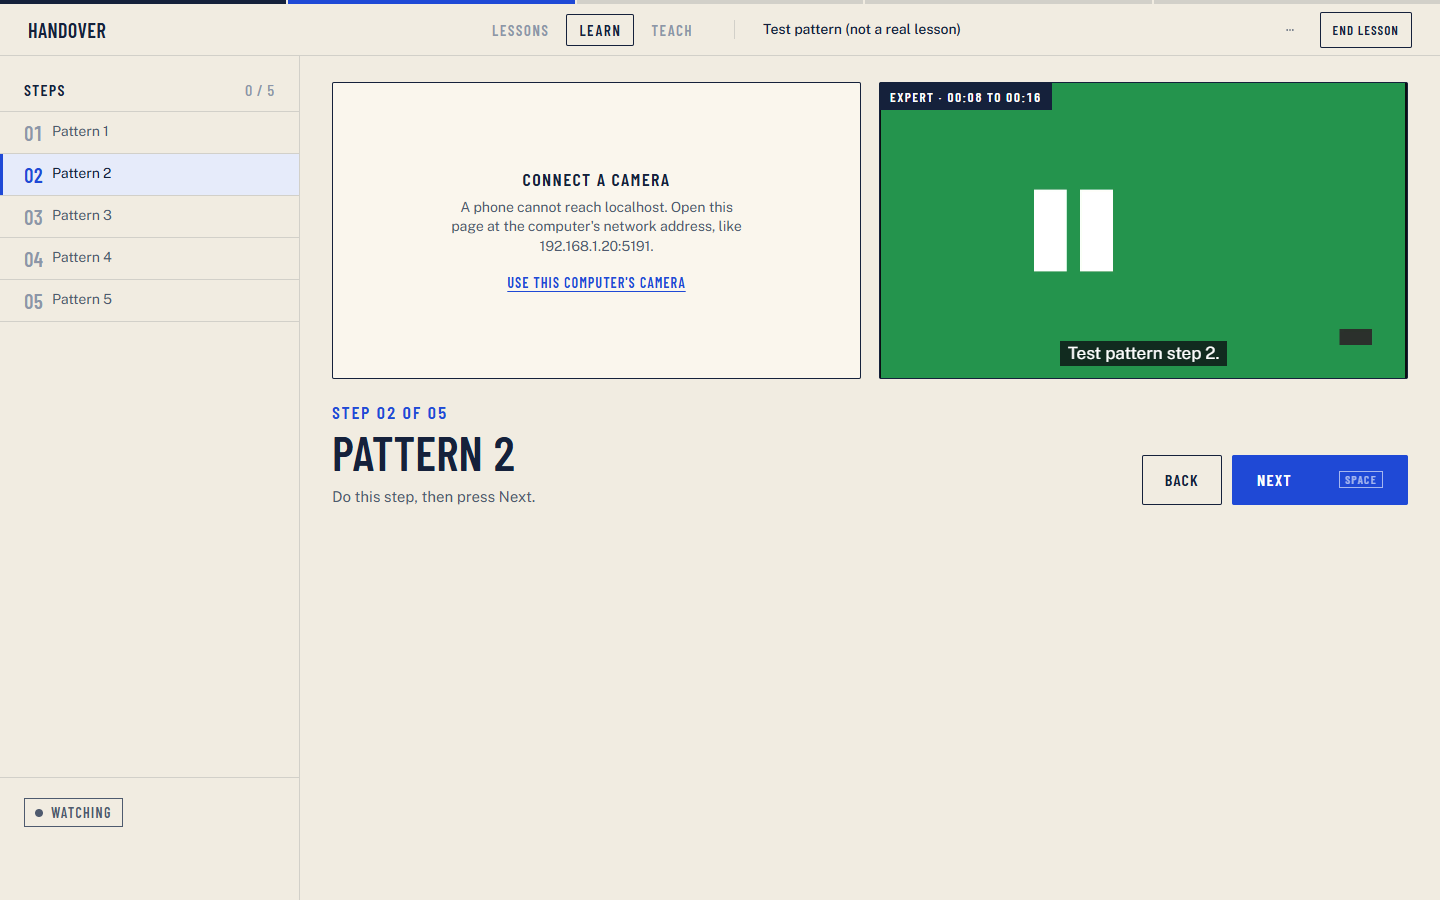 HANDOVER
LESSONS
LEARN
TEACH
Test pattern (not a real lesson)
...
END LESSON
STEPS
0 / 5
01 Pattern 1
02 Pattern 2
03 Pattern 3
04 Pattern 4
05 Pattern 5
WATCHING
CONNECT A CAMERA
A phone cannot reach localhost. Open this
page at the computer's network address, like
192.168.1.20:5191.
USE THIS COMPUTER'S CAMERA
EXPERT · 00:08 TO 00:16
Test pattern step 2.
STEP 02 OF 05
PATTERN 2
Do this step, then press Next.
BACK
NEXT
SPACE